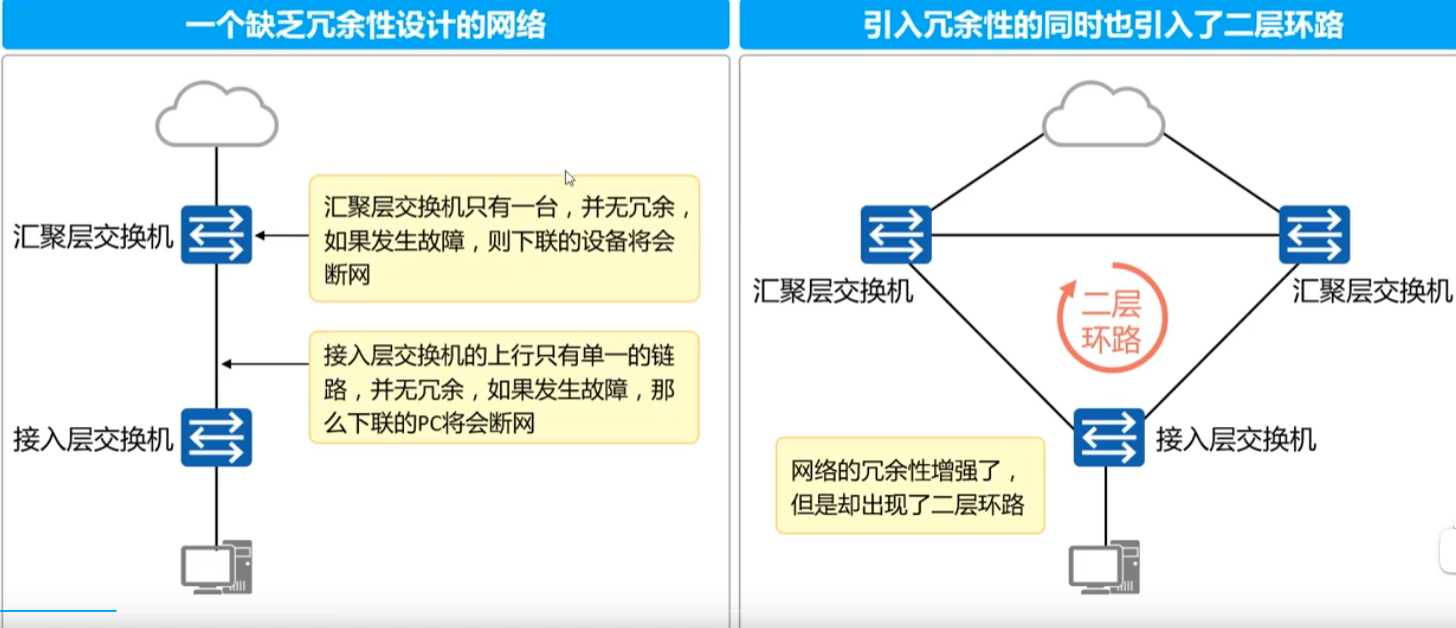 一个缺乏冗余性设计的网络
汇聚层交换机
汇聚层交换机只有一台，并无冗余，
如果发生故障，则下联的设备将会
断网
接入层交换机的上行只有单一的链
路，并无冗余，如果发生故障，那
么下联的PC将会断网
接入层交换机
引入冗余性的同时也引入了二层环路
汇聚层交换机
汇聚层交换机
二层
环路
接入层交换机
网络的冗余性增强了，
但是却出现了二层环路